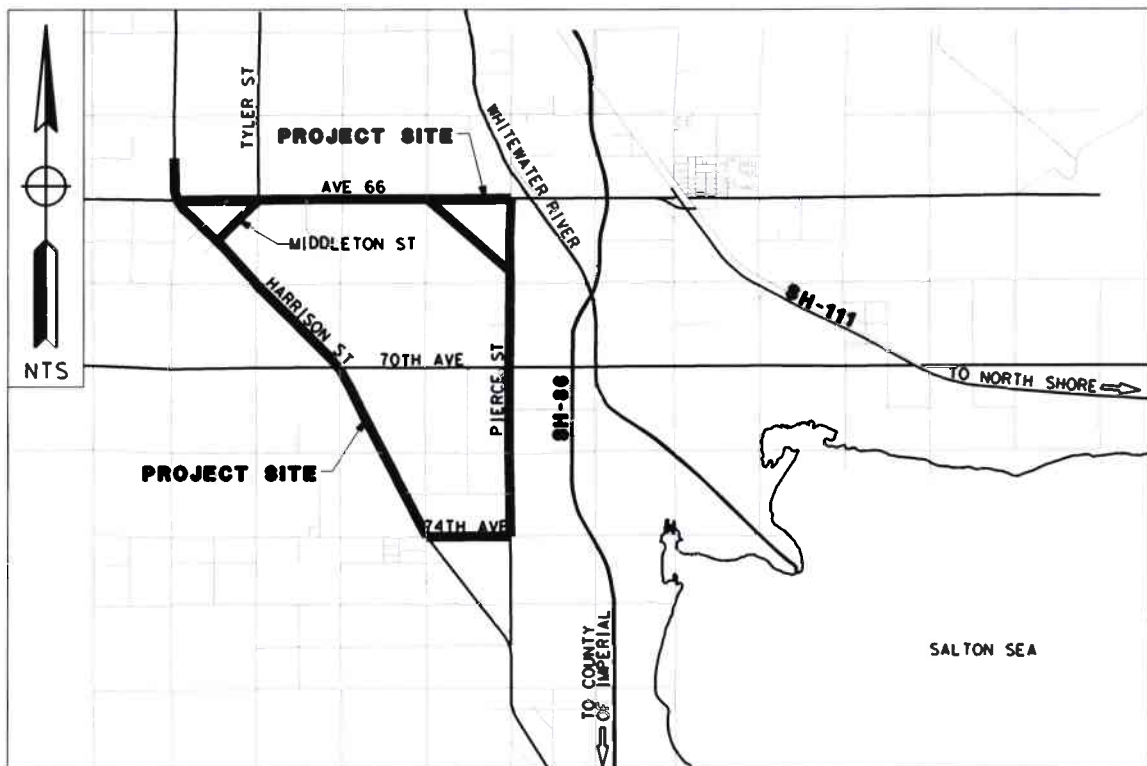 TYLER ST
PROJECT SITE
WHITEWATER RIVER
AVE 66
MIDDLETON ST
HARRISON ST
SH-111
NTS
70TH AVE
PIERCE ST
SH-86
TO NORTH SHORE
PROJECT SITE
74TH AVE
TO COUNTY
OF IMPERIAL
SALTON SEA